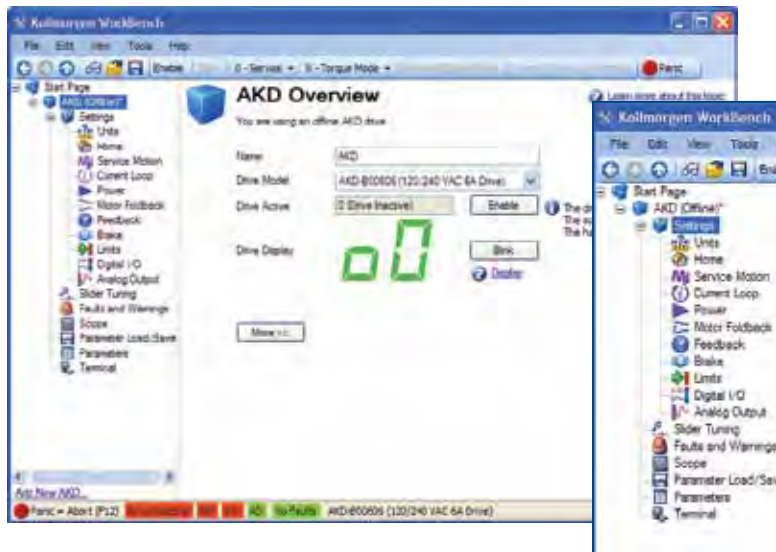 Kollmorgen WorkBench
File Edit View Tools Help
Enable 0 - Service 0 - Torque Mode Panic
Start Page
AKD (Offline)*
Settings
Units
Home
Service Motion
Current Loop
Power
Motor Foldback
Feedback
Brake
Limits
Digital I/O
Analog Output
Slider Tuning
Faults and Warnings
Scope
Parameter Load/Save
Parameters
Terminal
Add New AKD...
AKD Overview
Learn more about this topic
You are using an offline AKD drive
Name AKD
Drive Model AKD-B00606 (120/240 VAC 6A Drive)
Drive Active 0 (Drive Inactive) Enable
The dr
The
The ha
Drive Display o0 Blink
Display
More >>
Panic = Abort (F12) No Faults AKD-B00606 (120/240 VAC 6A Drive)
Kollmorgen WorkBench
File Edit View Tools
Start Page
AKD (Offline)*
Settings
Units
Home
Service Motion
Current Loop
Power
Motor Foldback
Feedback
Brake
Limits
Digital I/O
Analog Output
Slider Tuning
Faults and Warnings
Scope
Parameter Load/Sav
Parameters
Terminal